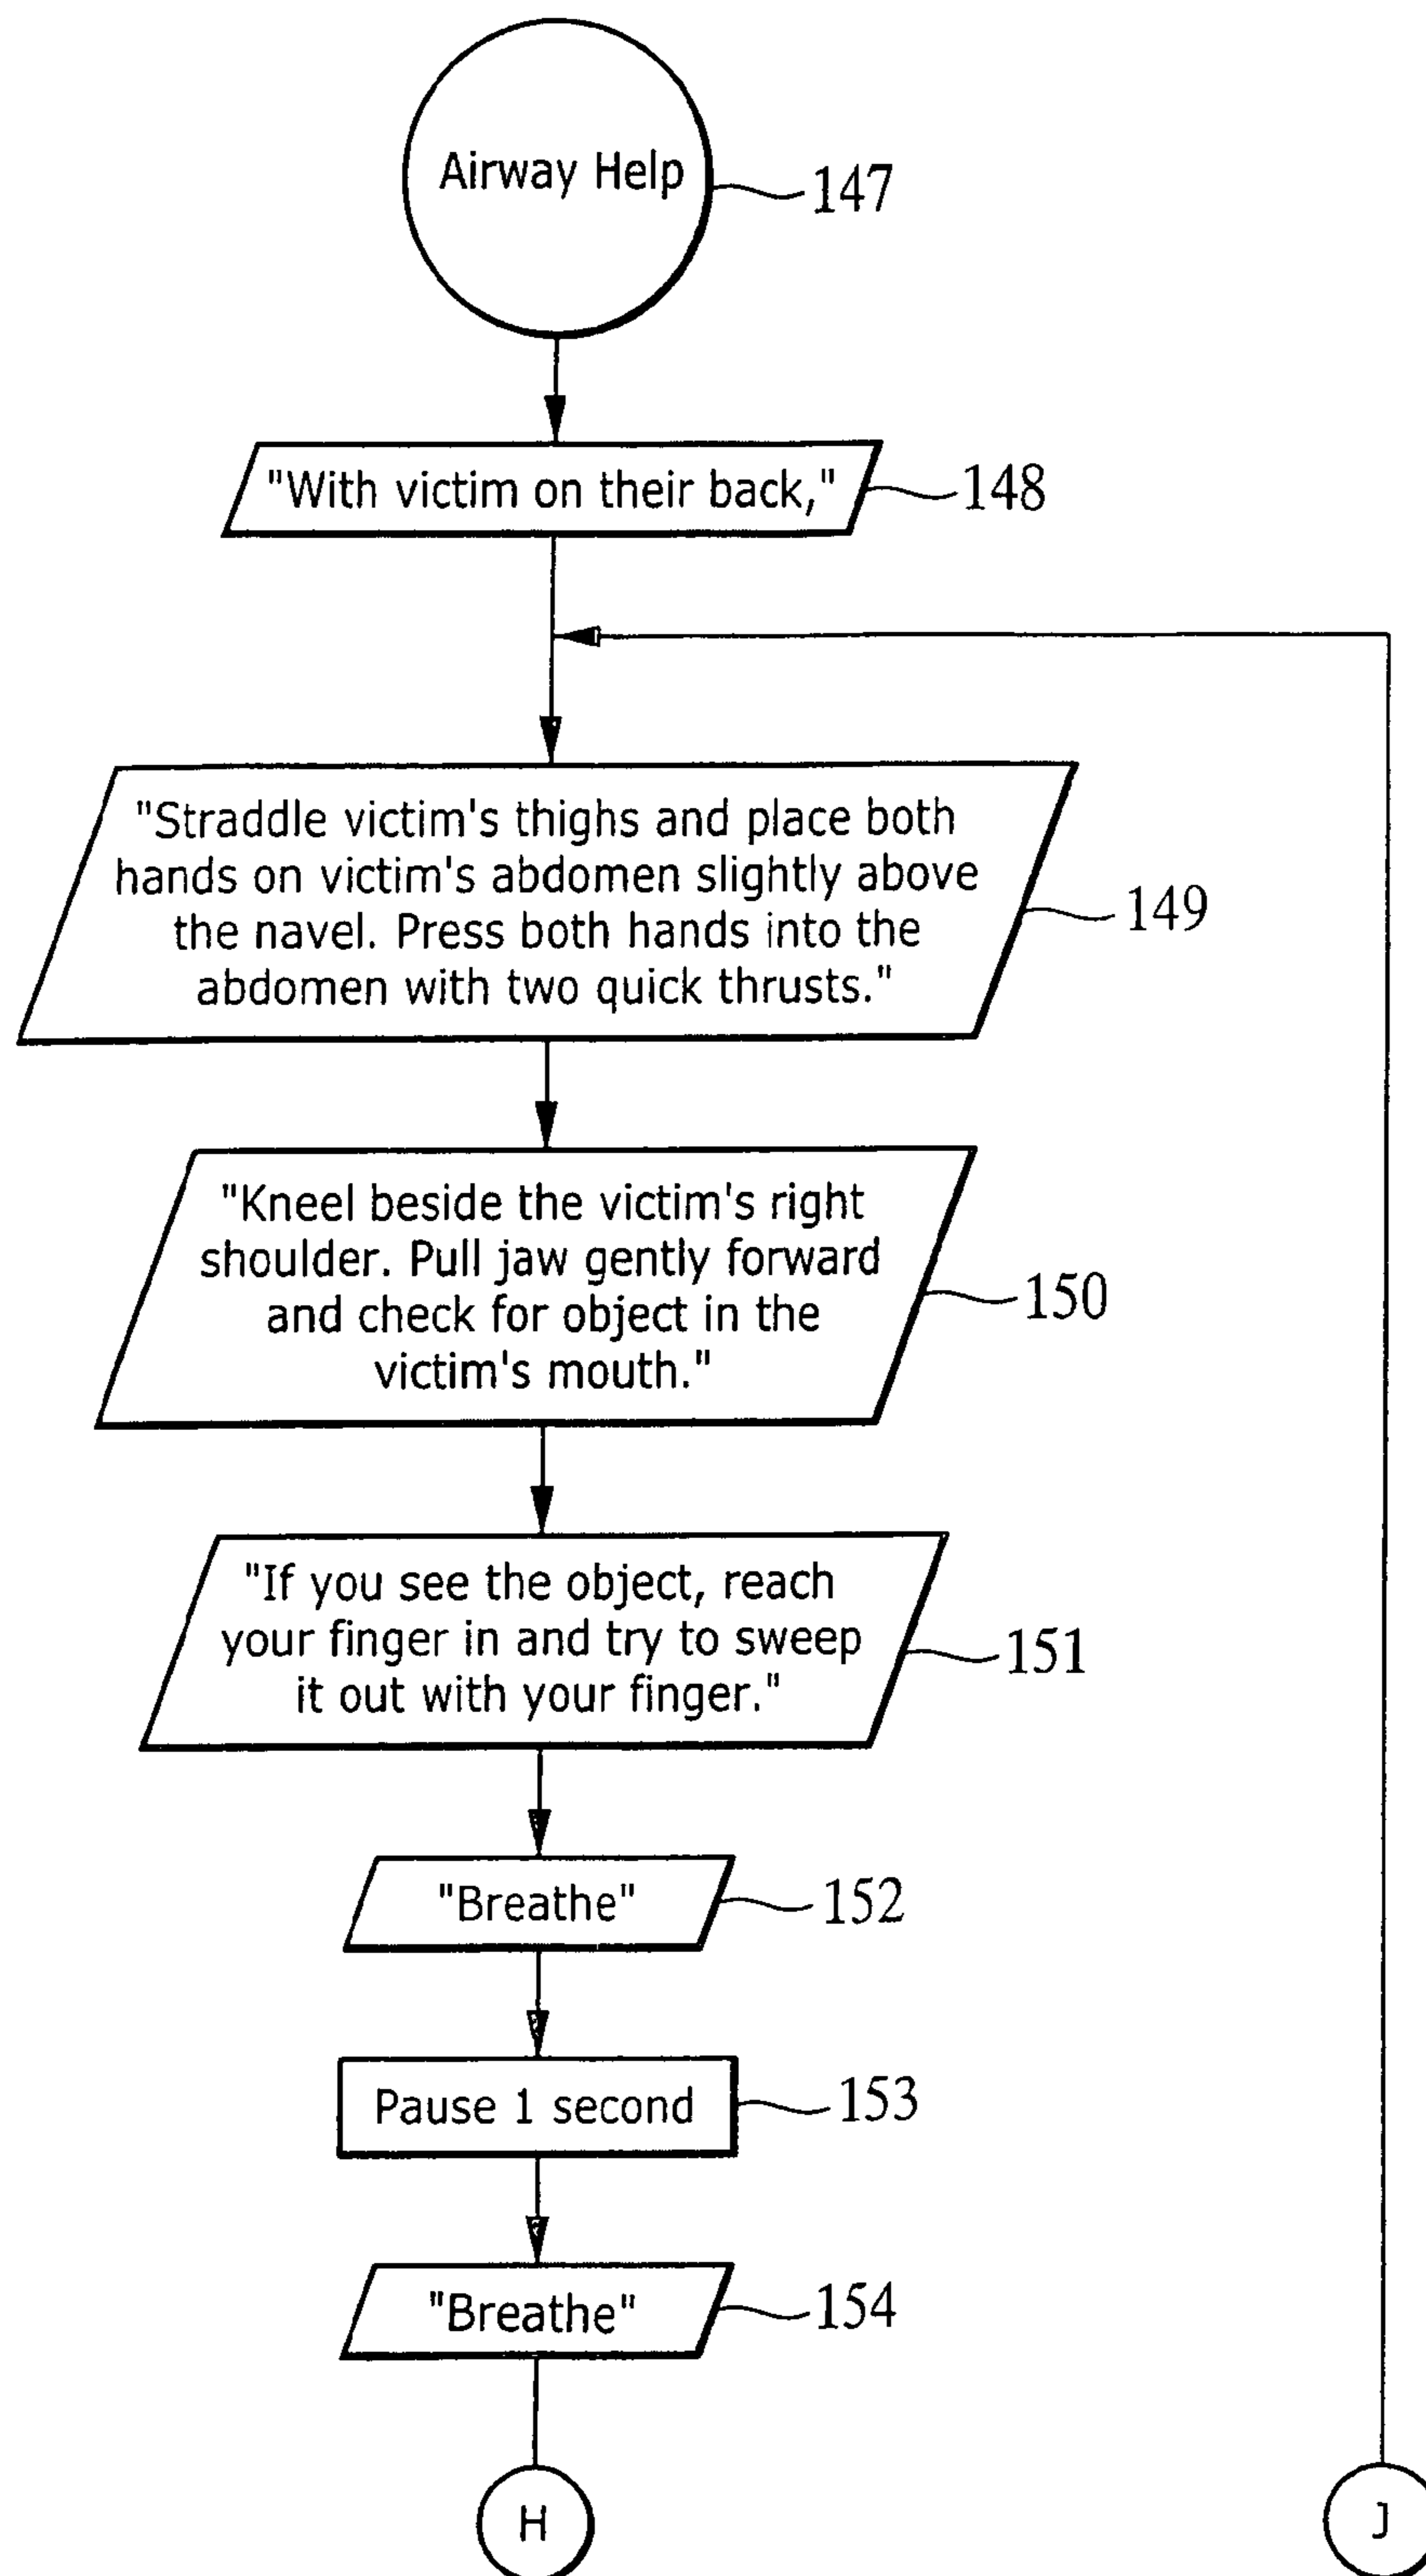 Airway Help
147
"With victim on their back,"
148
"Straddle victim's thighs and place both
hands on victim's abdomen slightly above
the navel. Press both hands into the
abdomen with two quick thrusts."
149
"Kneel beside the victim's right
shoulder. Pull jaw gently forward
and check for object in the
victim's mouth."
150
"If you see the object, reach
your finger in and try to sweep
it out with your finger."
151
"Breathe"
152
Pause 1 second
153
"Breathe"
154
H
J